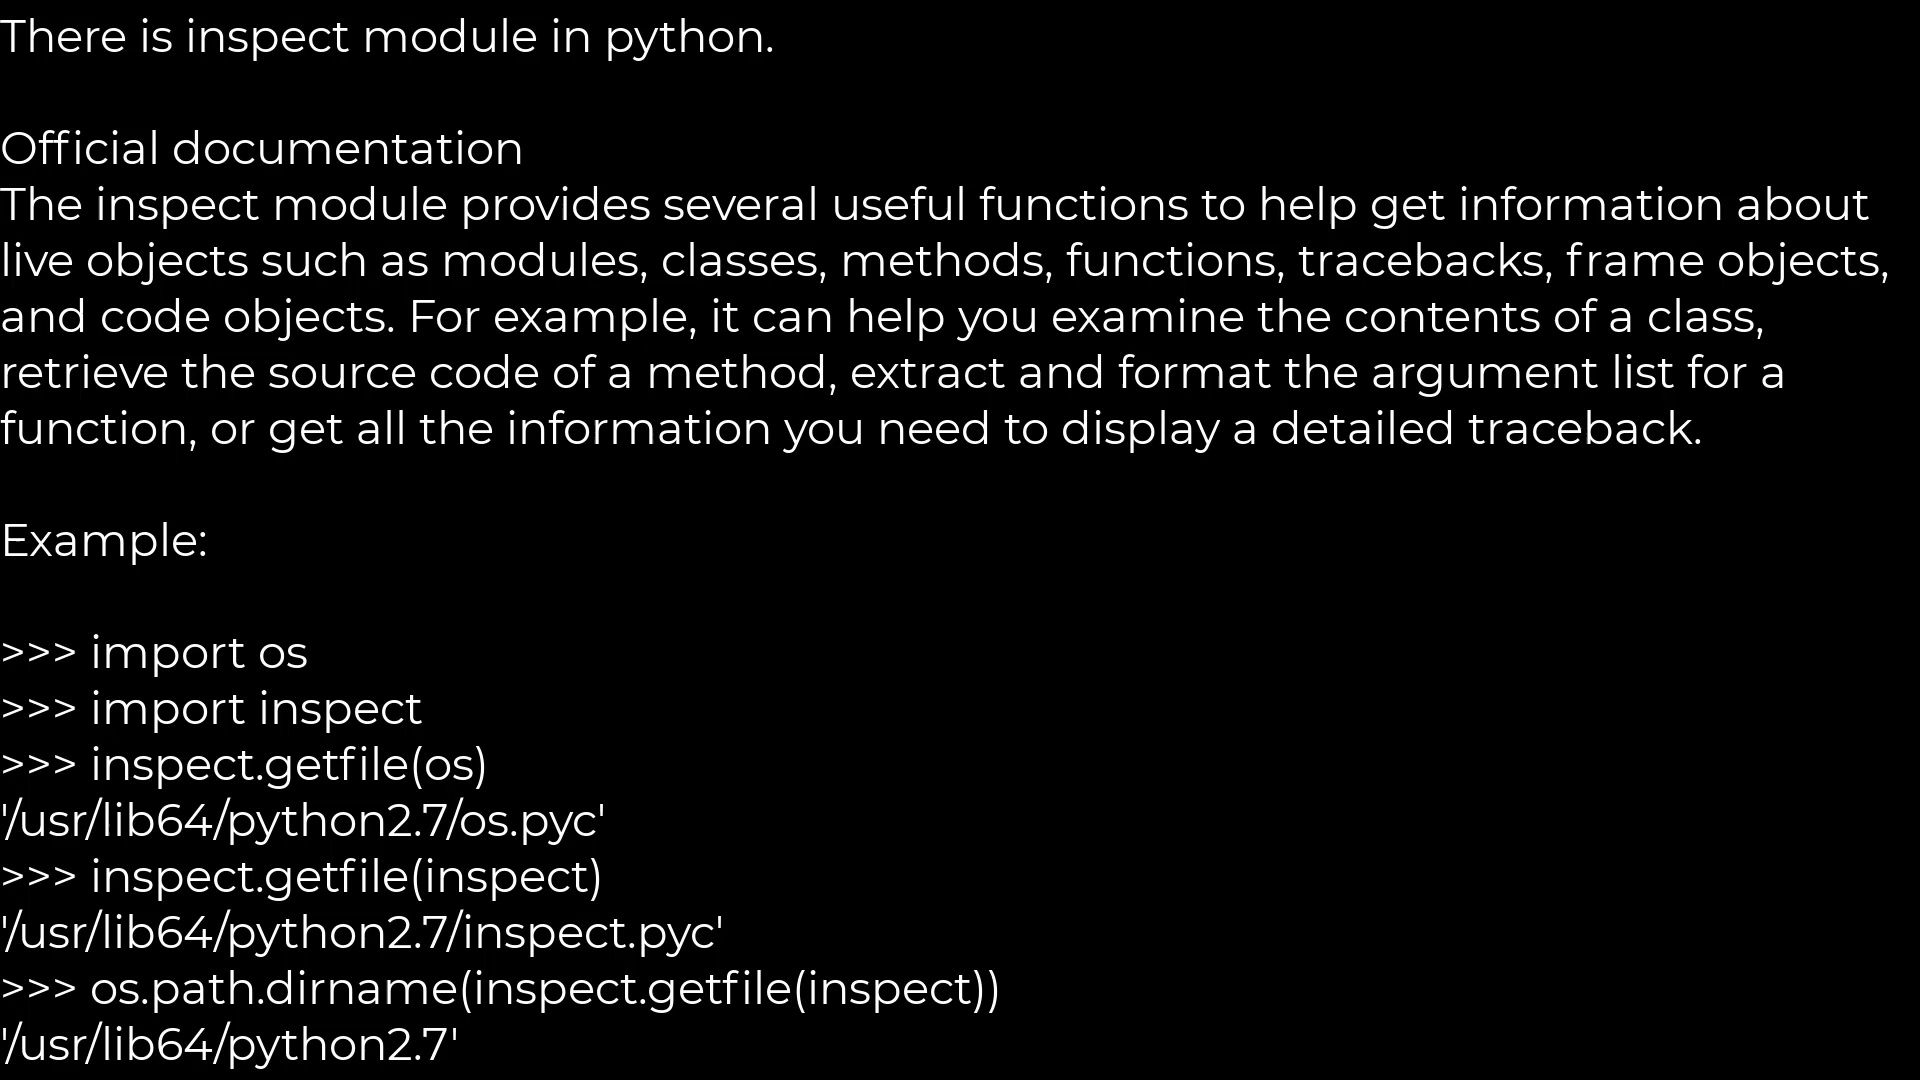 There is inspect module in python.
Official documentation
The inspect module provides several useful functions to help get information about
live objects such as modules, classes, methods, functions, tracebacks, frame objects,
and code objects. For example, it can help you examine the contents of a class,
retrieve the source code of a method, extract and format the argument list for a
function, or get all the information you need to display a detailed traceback.
Example:
>>> import os
>>> import inspect
>>> inspect.getfile(os)
'/usr/lib64/python2.7/os.pyc'
>>> inspect.getfile(inspect)
'/usr/lib64/python2.7/inspect.pyc'
>>> os.path.dirname(inspect.getfile(inspect))
'/usr/lib64/python2.7'